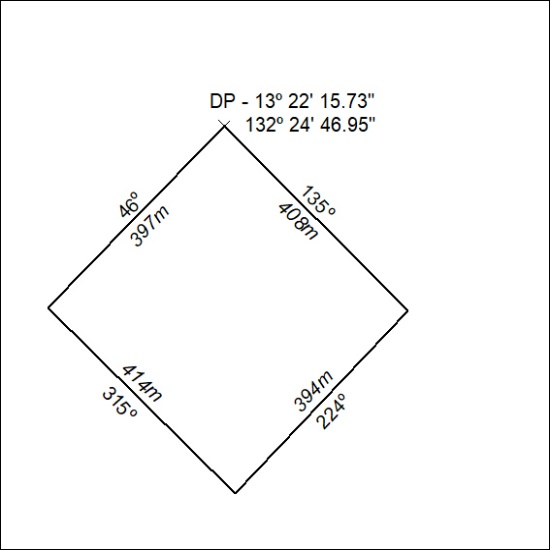 DP - 13º 22' 15.73"
132º 24' 46.95"
46º
397m
135º
408m
414m
315º
394m
224º